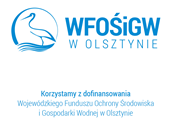 WFOŚiGW
W OLSZTYNIE
Korzystamy z dofinansowania
Wojewódzkiego Funduszu Ochrony Środowiska
i Gospodarki Wodnej w Olsztynie